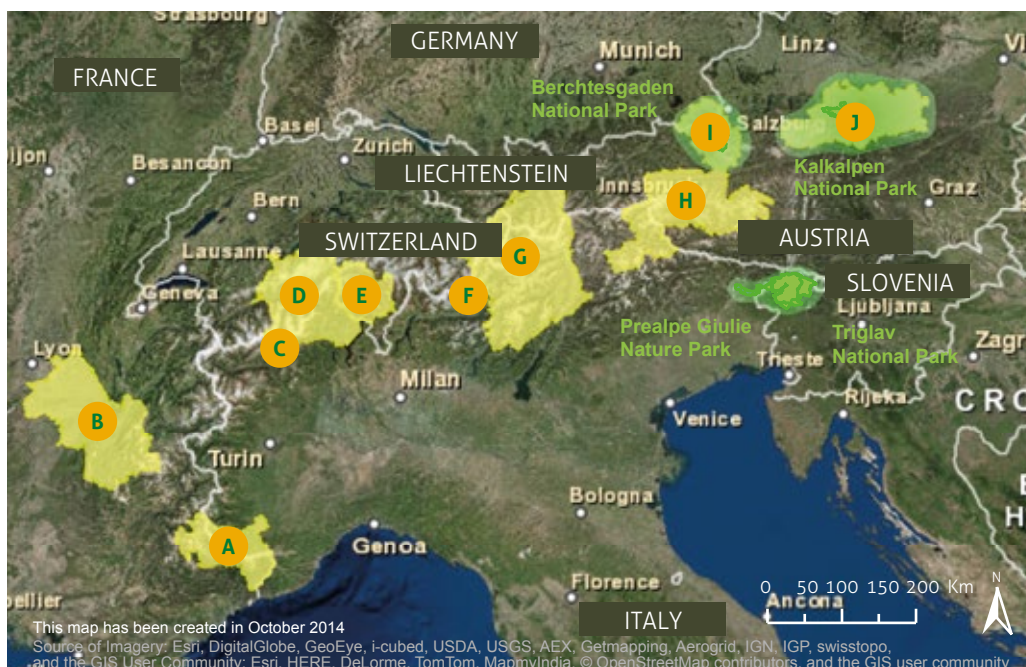 Strasbourg
GERMANY
Munich
Linz
FRANCE
Berchtesgaden
National Park
I
Salzburg
J
Basel
Zurich
Besancon
LIECHTENSTEIN
Innsbruck
Kalkalpen
National Park
Graz
H
Bern
SWITZERLAND
AUSTRIA
Lausanne
G
SLOVENIA
Geneva
D
E
F
Ljubljana
Prealpe Giulie
Nature Park
Triglav
National Park
Zagr
C
Lyon
Milan
Trieste
Rijeka
CRO
B
Venice
Turin
Bologna
A
Genoa
Florence
0 50 100 150 200 Km
N
Ancona
ITALY
This map has been created in October 2014
Source of Imagery: Esri, DigitalGlobe, GeoEye, i-cubed, USDA, USGS, AEX, Getmapping, Aerogrid, IGN, IGP, swisstopo,
and the GIS User Community; Esri, HERE, DeLorme, TomTom, MapmyIndia, © OpenStreetMap contributors, and the GIS user community